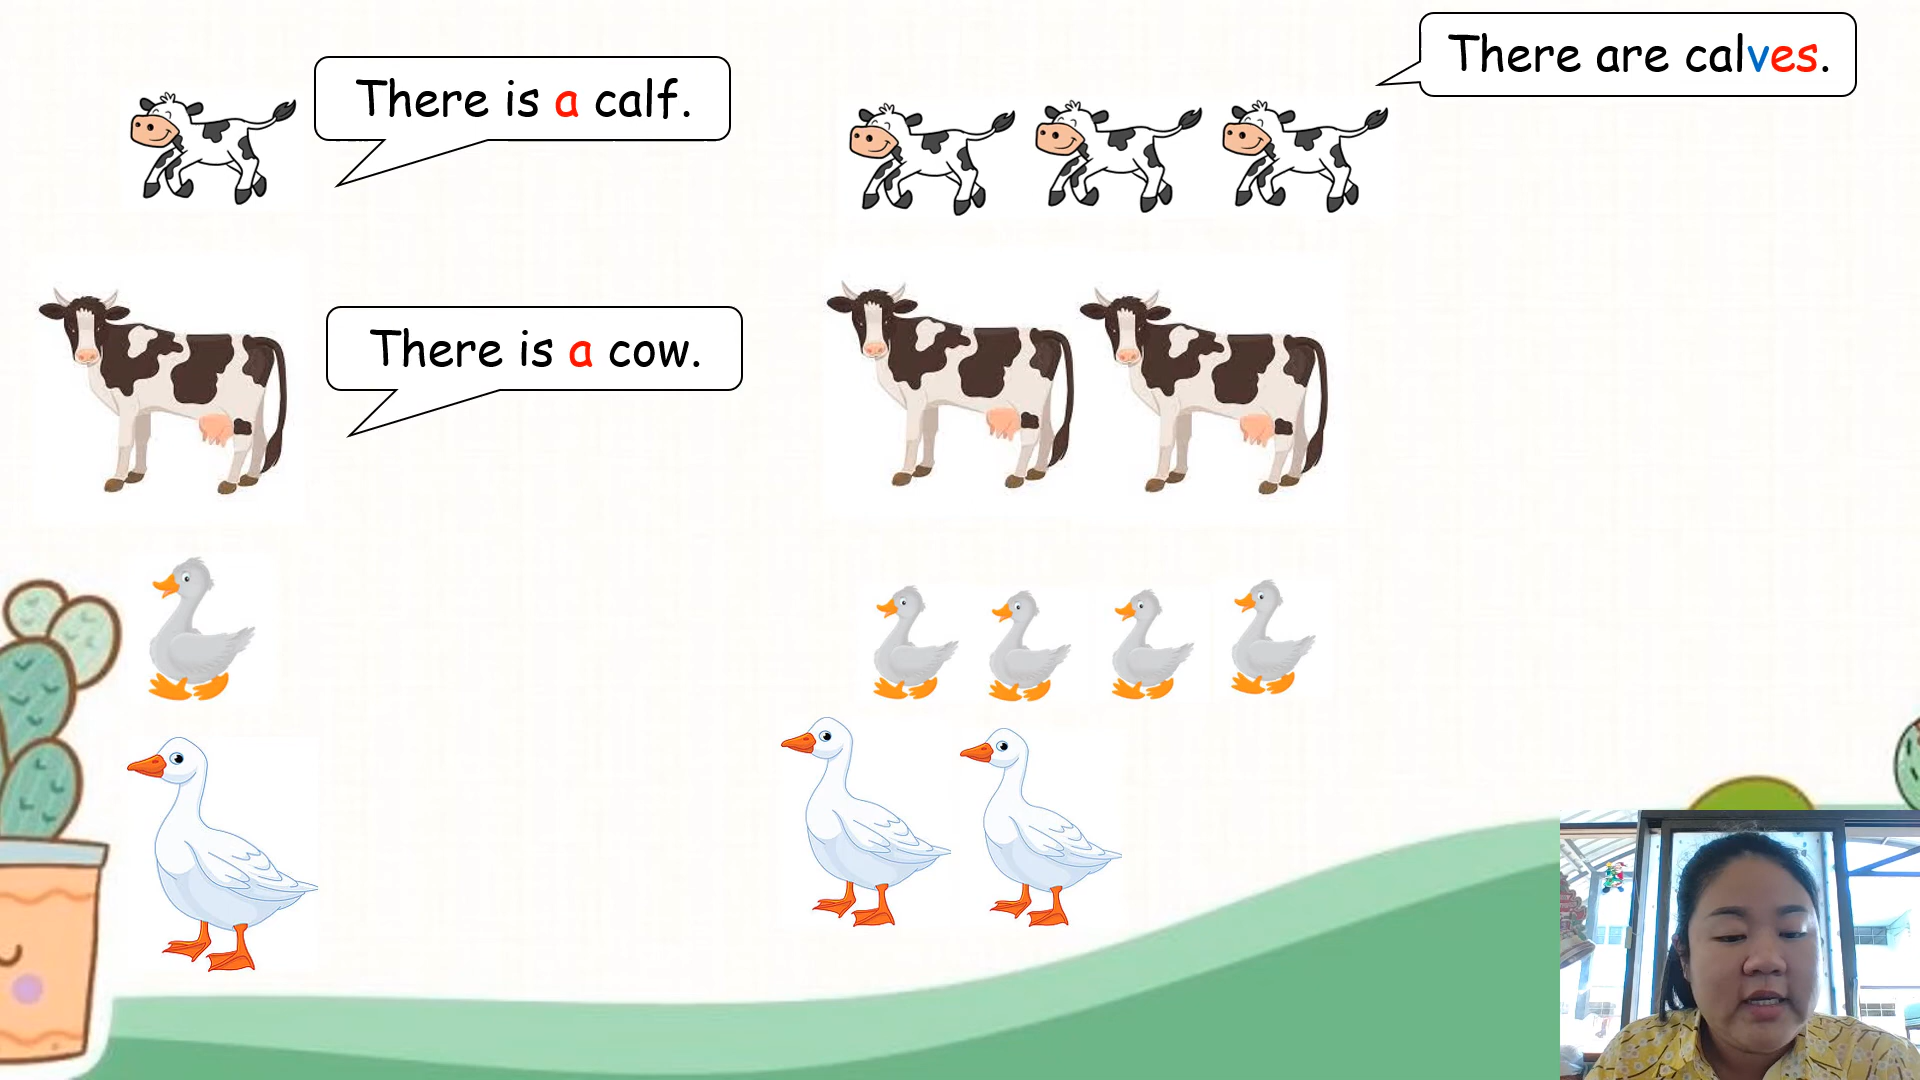 There is a calf.
There are calves.
There is a cow.